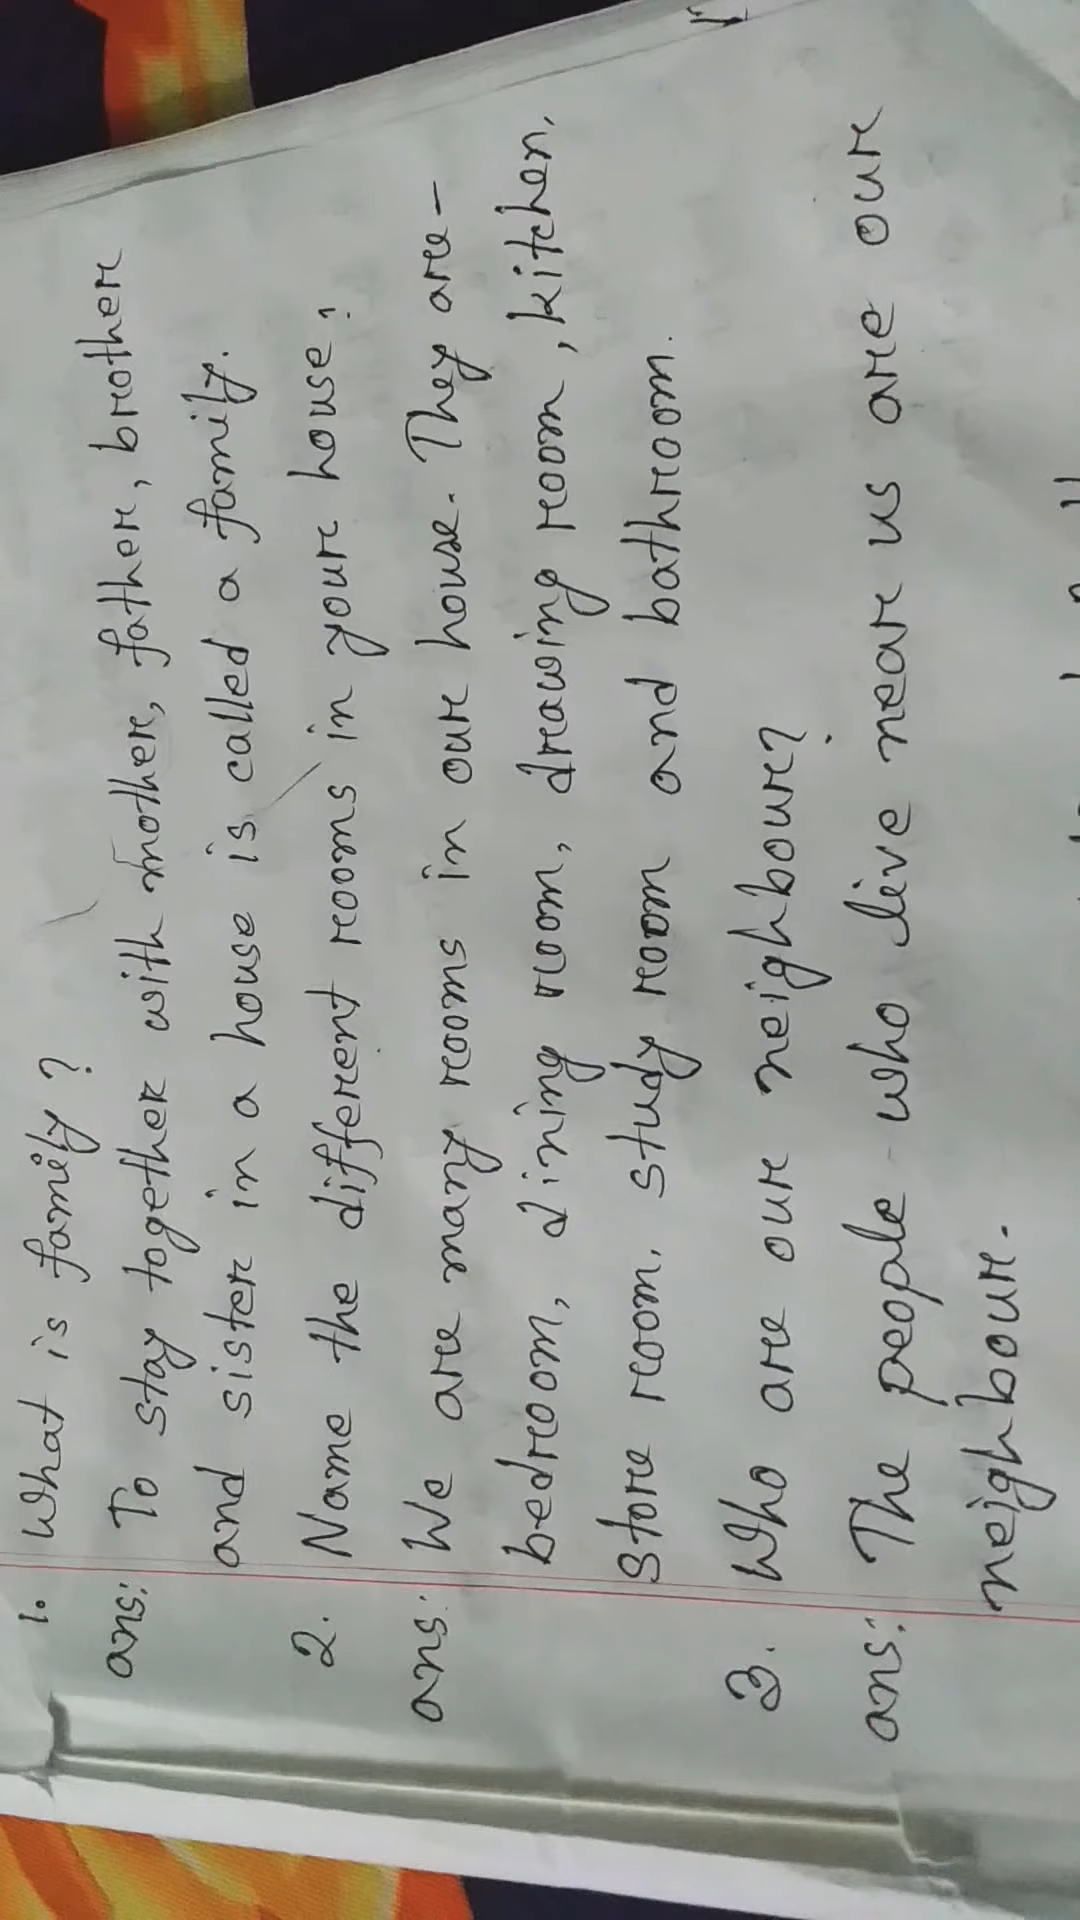 1. What is family?
ans: To stay together with mother, father, brother
and sister in a house is called a family.
2. Name the different rooms in your house?
ans: We are many rooms in our house. They are -
bedroom, dining room, drawing room, kitchen,
Store room, study room and bathroom.
3. Who are our neighbour?
ans: The people who live near us are our
neighbour.